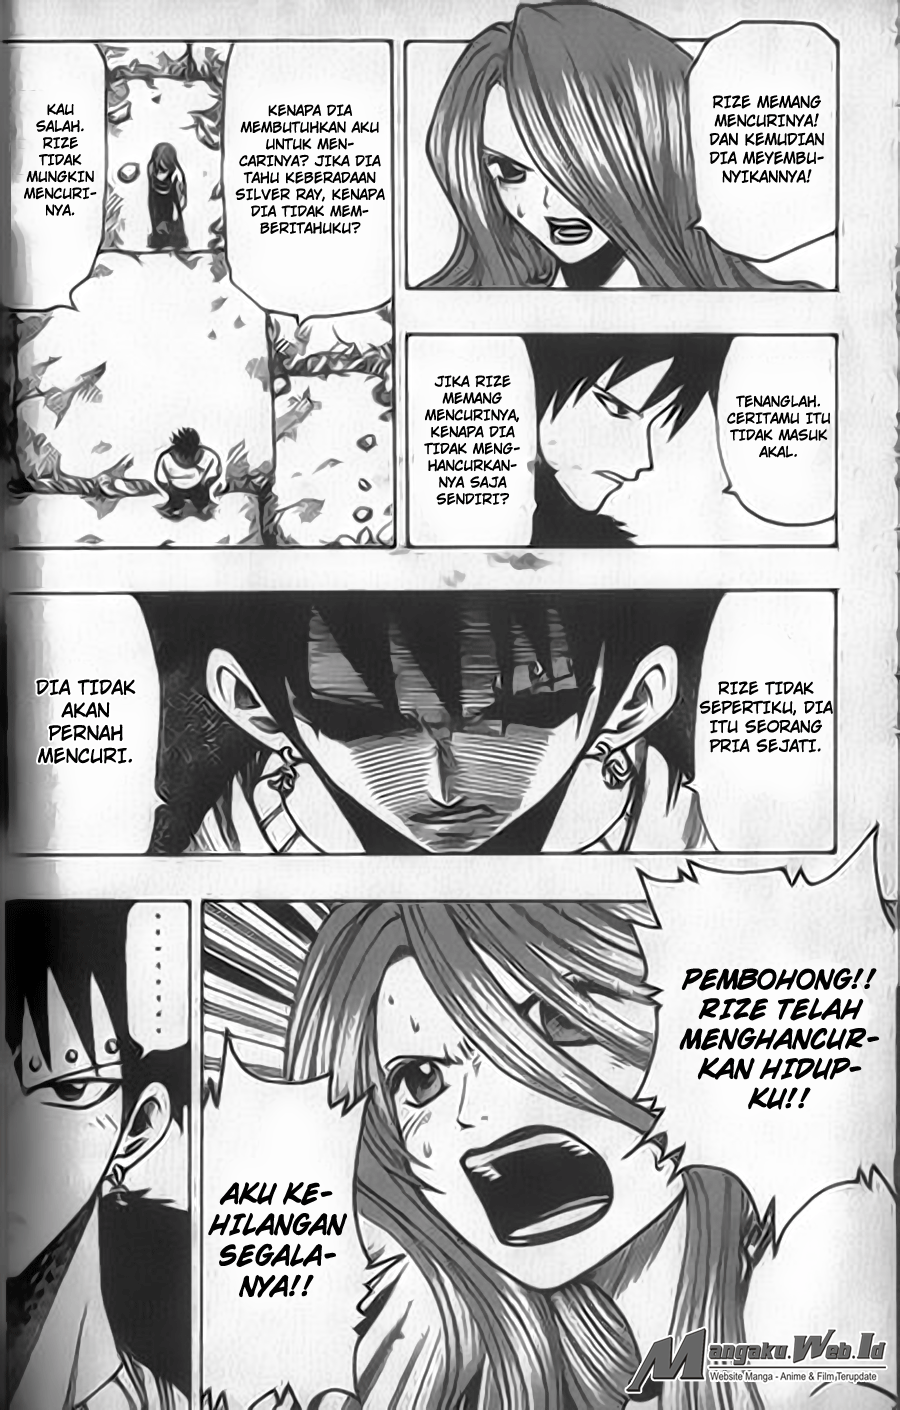 RIZE MEMANG
MENCURINYA!
DAN KEMUDIAN
DIA MEYEMBU-
NYIKANNYA!
TENANGLAH.
CERITAMU ITU
TIDAK MASUK
AKAL.
JIKA RIZE
MEMANG
MENCURINYA,
KENAPA DIA
TIDAK MENG-
HANCURKAN-
NYA SAJA
SENDIRI?
KENAPA DIA
MEMBUTUHKAN AKU
UNTUK MEN-
CARINYA? JIKA DIA
TAHU KEBERADAAN
SILVER RAY, KENAPA
DIA TIDAK MEM-
BERITAHUKU?
KAU
SALAH.
RIZE
TIDAK
MUNGKIN
MENCURI-
NYA.
RIZE TIDAK
SEPERTIKU, DIA
ITU SEORANG
PRIA SEJATI.
DIA TIDAK
AKAN
PERNAH
MENCURI.
PEMBOHONG!!
RIZE TELAH
MENGHANCUR-
KAN HIDUP-
KU!!
AKU KE-
HILANGAN
SEGALA-
NYA!!
........
Mangaku.Web.Id
Website Manga - Anime & Film Terupdate